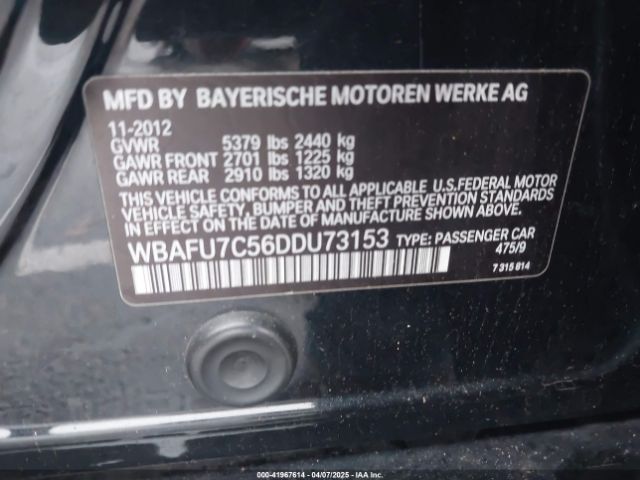 MFD BY BAYERISCHE MOTOREN WERKE AG
11-2012
GVWR 5379 lbs 2440 kg
GAWR FRONT 2701 lbs 1225 kg
GAWR REAR 2910 lbs 1320 kg
THIS VEHICLE CONFORMS TO ALL APPLICABLE U.S.FEDERAL MOTOR
VEHICLE SAFETY, BUMPER AND THEFT PREVENTION STANDARDS
IN EFFECT ON THE DATE OF MANUFACTURE SHOWN ABOVE.
WBAFU7C56DDU73153 TYPE: PASSENGER CAR
475/9
7 315 814
000-41967614 | 04/07/2025 | IAAI.COM